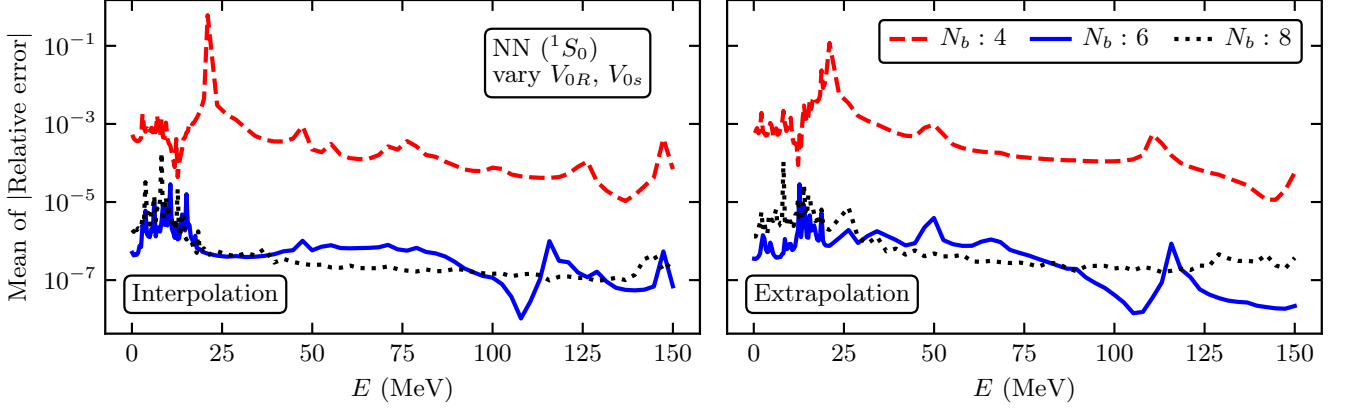 Mean of |Relative error|
10⁻¹
10⁻³
10⁻⁵
10⁻⁷
NN (¹S₀)
vary V₀R, V₀s
Interpolation
0 25 50 75 100 125 150
E (MeV)
N_b : 4 N_b : 6 N_b : 8
Extrapolation
0 25 50 75 100 125 150
E (MeV)